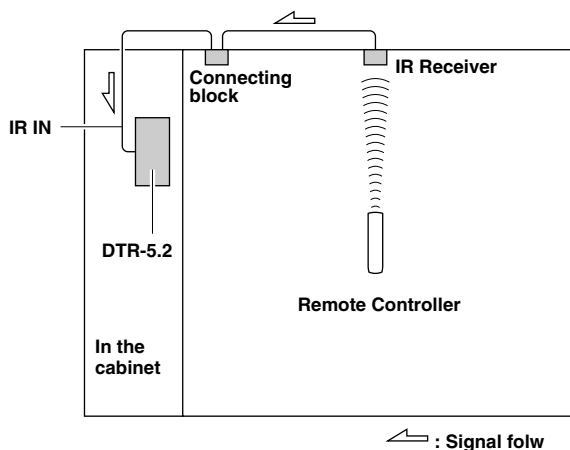 Connecting
block
IR Receiver
IR IN
DTR-5.2
Remote Controller
In the
cabinet
: Signal folw